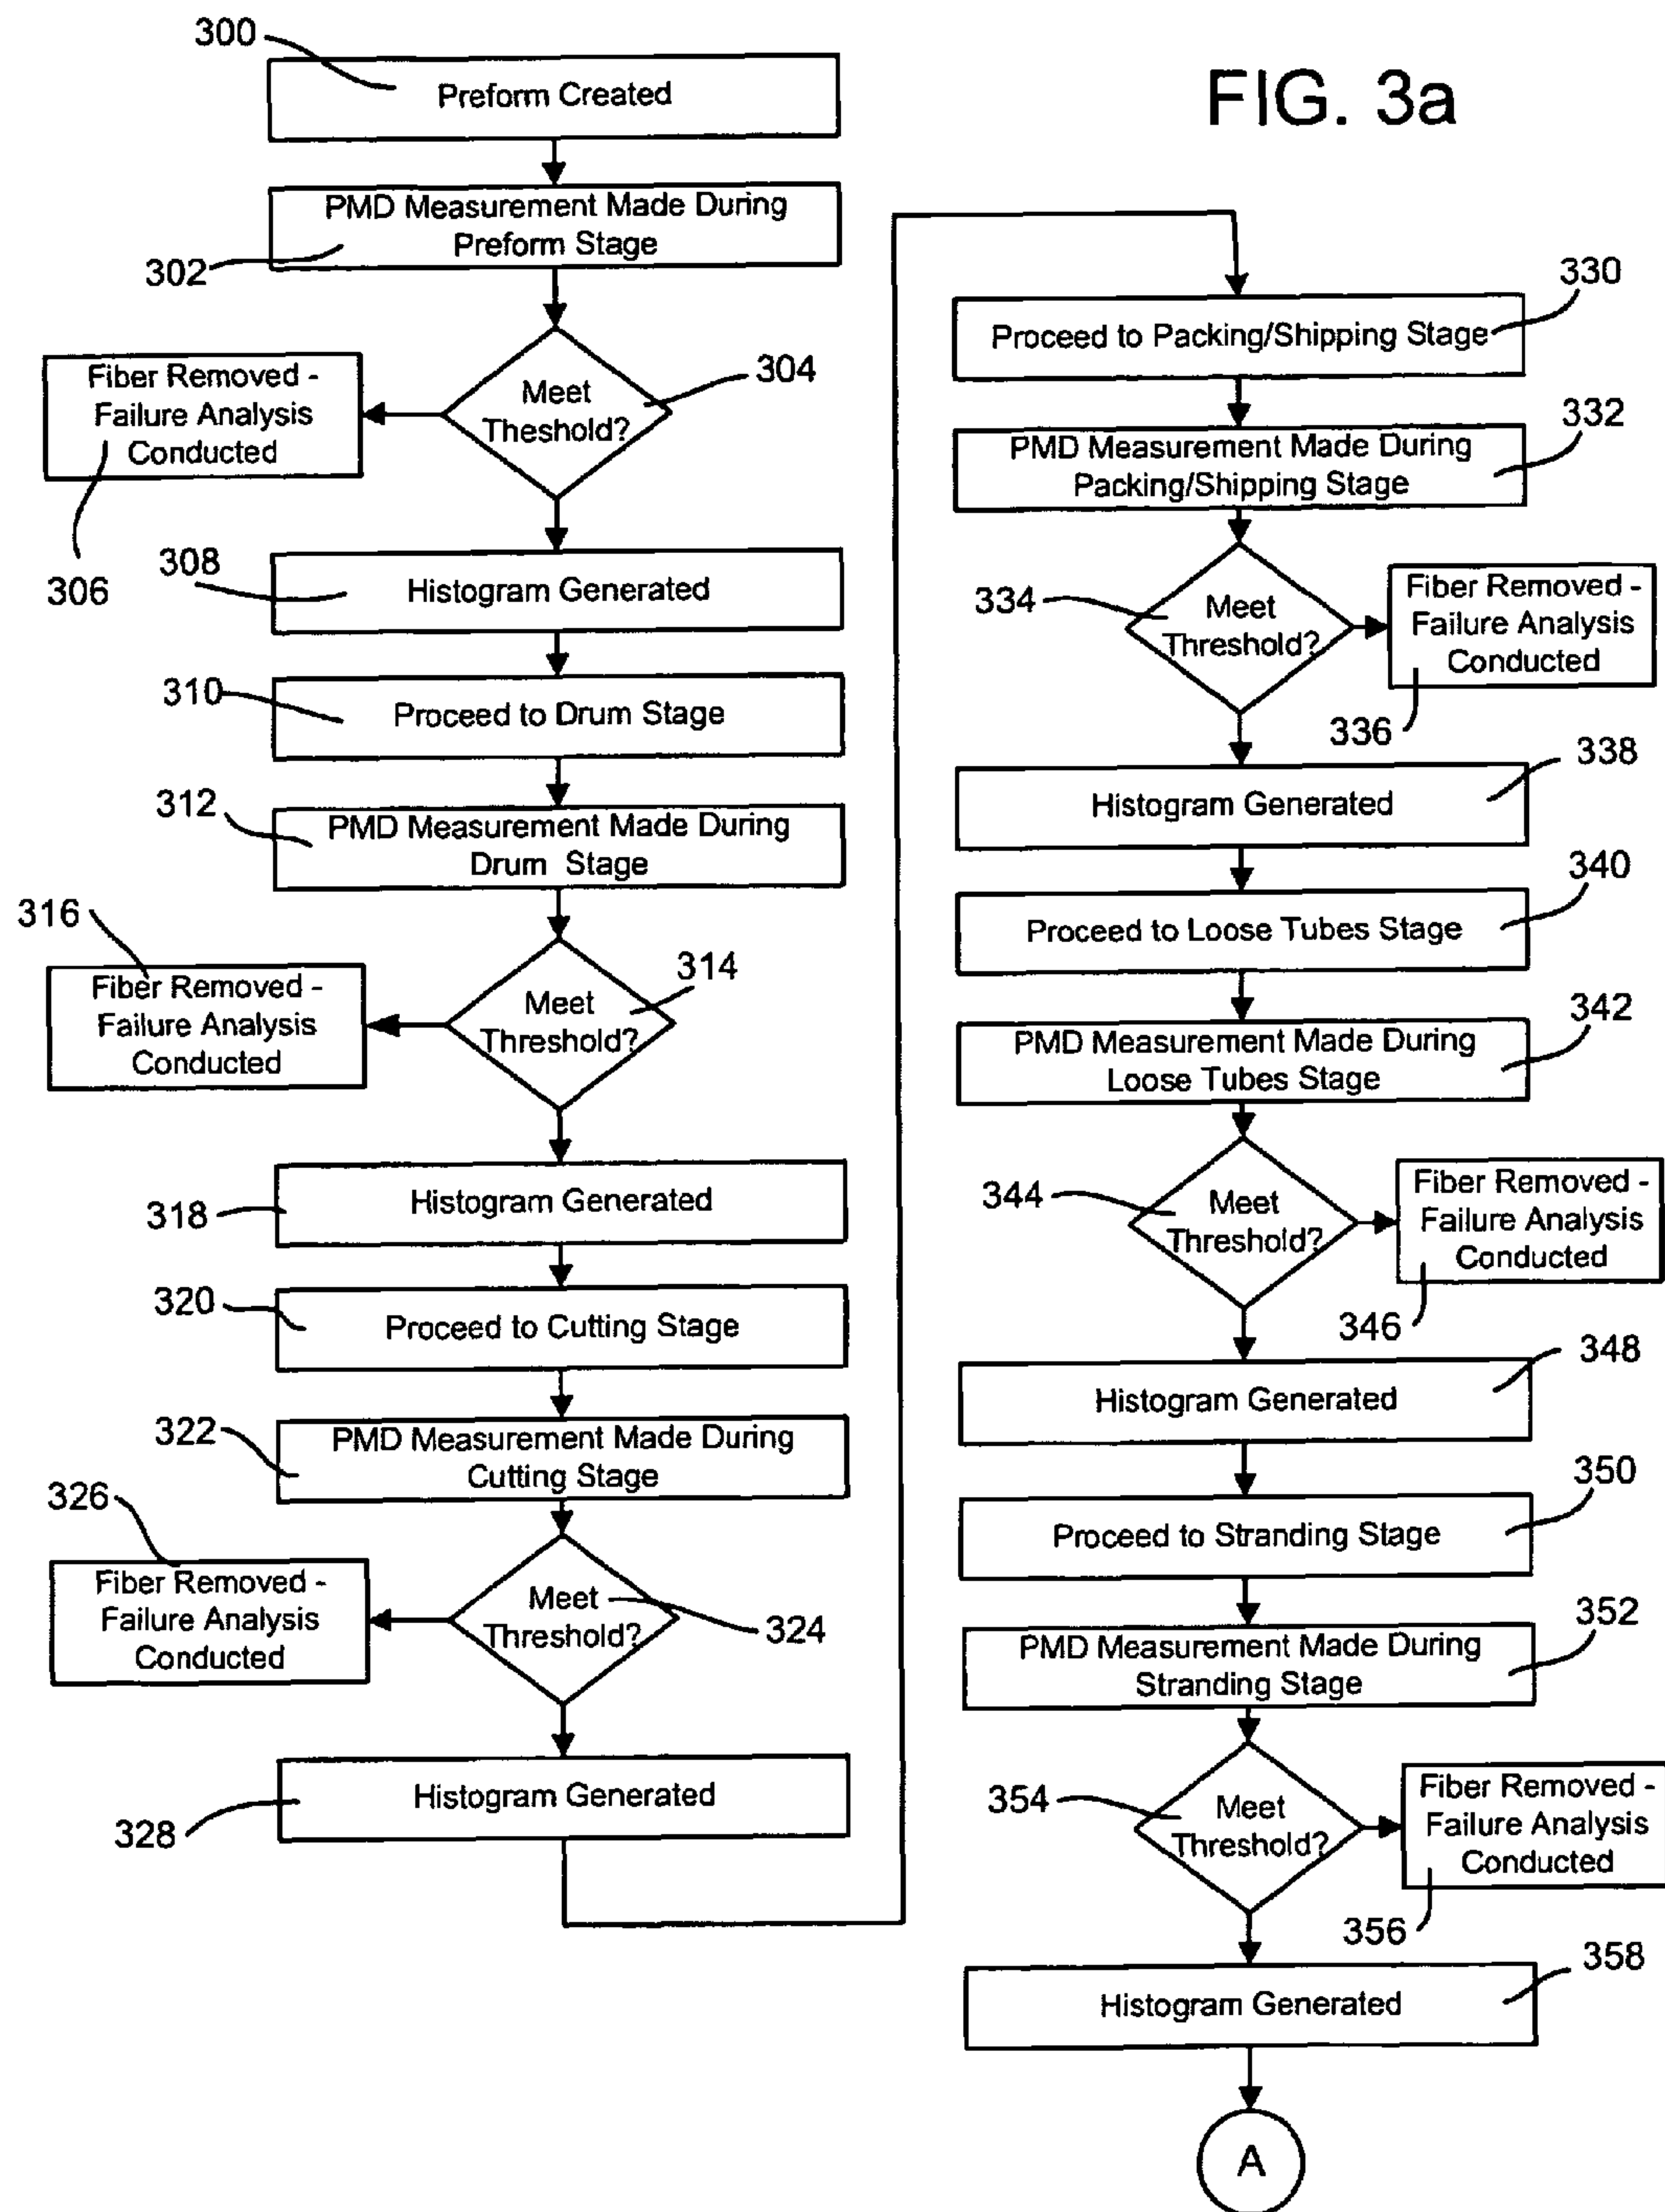 FIG. 3a
300
Preform Created
PMD Measurement Made During
Preform Stage
302
Meet
Theshold?
304
Fiber Removed -
Failure Analysis
Conducted
306
308
Histogram Generated
310
Proceed to Drum Stage
312
PMD Measurement Made During
Drum Stage
316
Fiber Removed -
Failure Analysis
Conducted
Meet
Threshold?
314
318
Histogram Generated
320
Proceed to Cutting Stage
322
PMD Measurement Made During
Cutting Stage
326
Fiber Removed -
Failure Analysis
Conducted
Meet
Threshold?
324
Histogram Generated
328
330
Proceed to Packing/Shipping Stage
332
PMD Measurement Made During
Packing/Shipping Stage
334
Meet
Threshold?
Fiber Removed -
Failure Analysis
Conducted
336
338
Histogram Generated
340
Proceed to Loose Tubes Stage
342
PMD Measurement Made During
Loose Tubes Stage
344
Meet
Threshold?
Fiber Removed -
Failure Analysis
Conducted
346
348
Histogram Generated
350
Proceed to Stranding Stage
352
PMD Measurement Made During
Stranding Stage
354
Meet
Threshold?
Fiber Removed -
Failure Analysis
Conducted
356
358
Histogram Generated
A